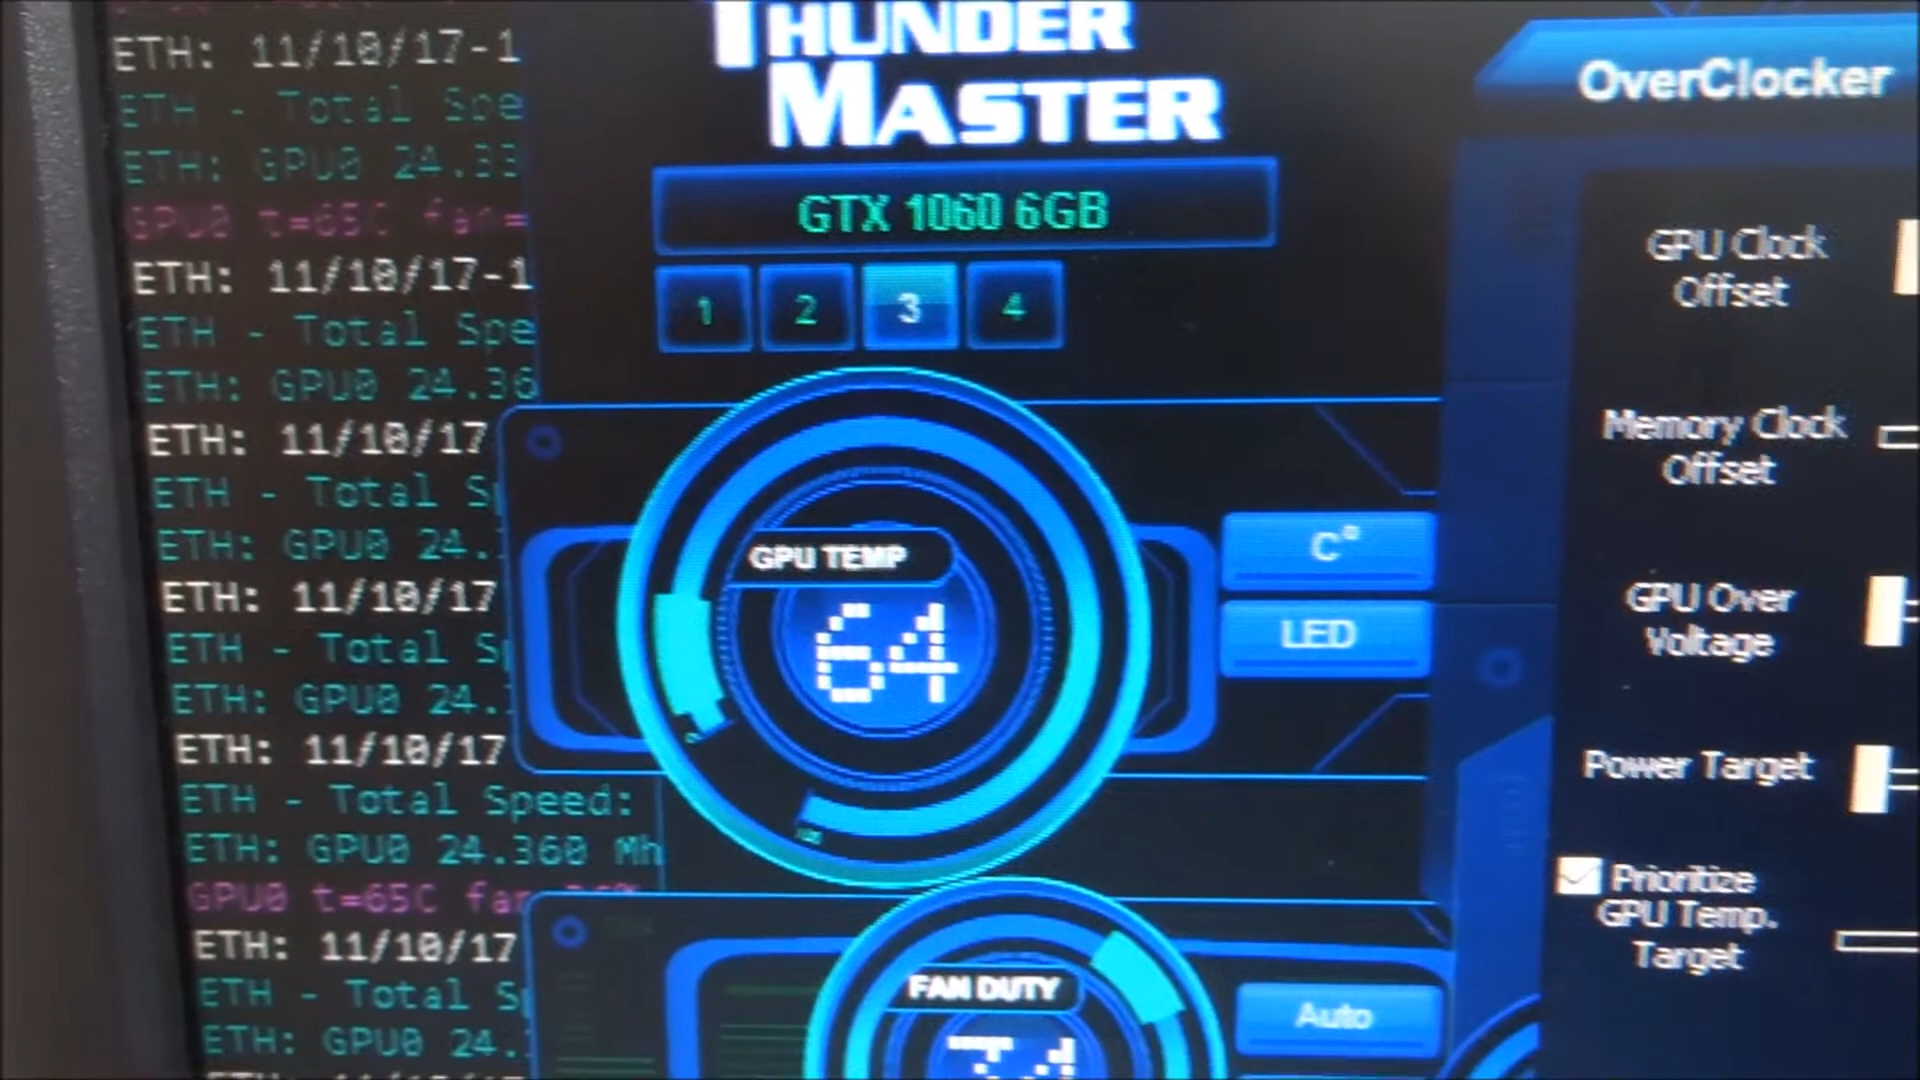 ETH: 11/10/17-1
ETH - Total Spe
ETH: GPU0 24.33
GPU0 t=65C fan=
ETH: 11/10/17-1
ETH - Total Spe
ETH: GPU0 24.36
ETH: 11/10/17
ETH - Total Sp
ETH: GPU0 24.
ETH: 11/10/17
ETH - Total Sp
ETH: GPU0 24.
ETH: 11/10/17
ETH - Total Speed:
ETH: GPU0 24.360 Mh
GPU0 t=65C fan
ETH: 11/10/17
ETH - Total Sp
ETH: GPU0 24.
THUNDER
MASTER
GTX 1060 6GB
1 2 3 4
GPU TEMP
64
C°
LED
FAN DUTY
Auto
OverClocker
GPU Clock
Offset
Memory Clock
Offset
GPU Over
Voltage
Power Target
Prioritize
GPU Temp.
Target